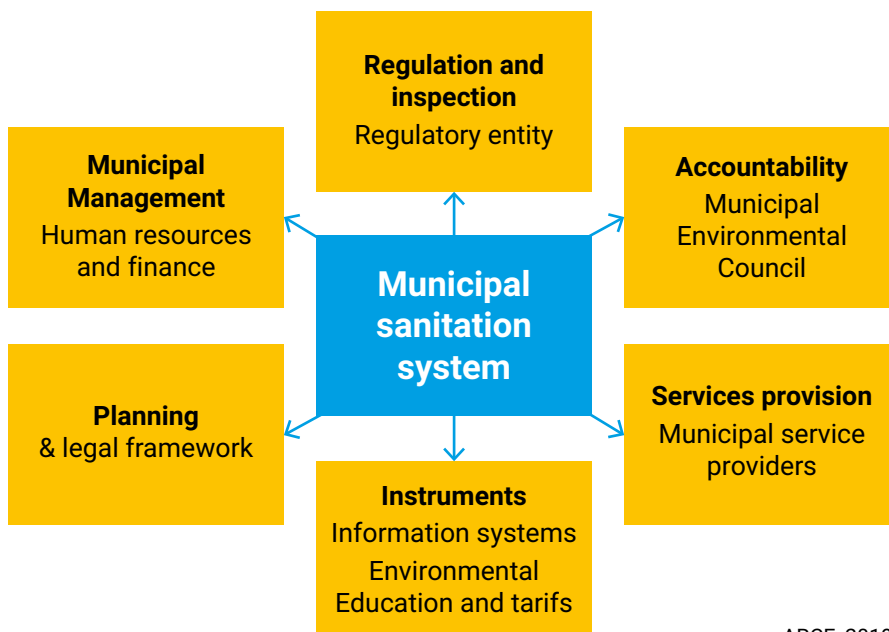 Regulation and
inspection
Regulatory entity
Municipal
Management
Human resources
and finance
Accountability
Municipal
Environmental
Council
Municipal
sanitation
system
Planning
& legal framework
Services provision
Municipal service
providers
Instruments
Information systems
Environmental
Education and tarifs